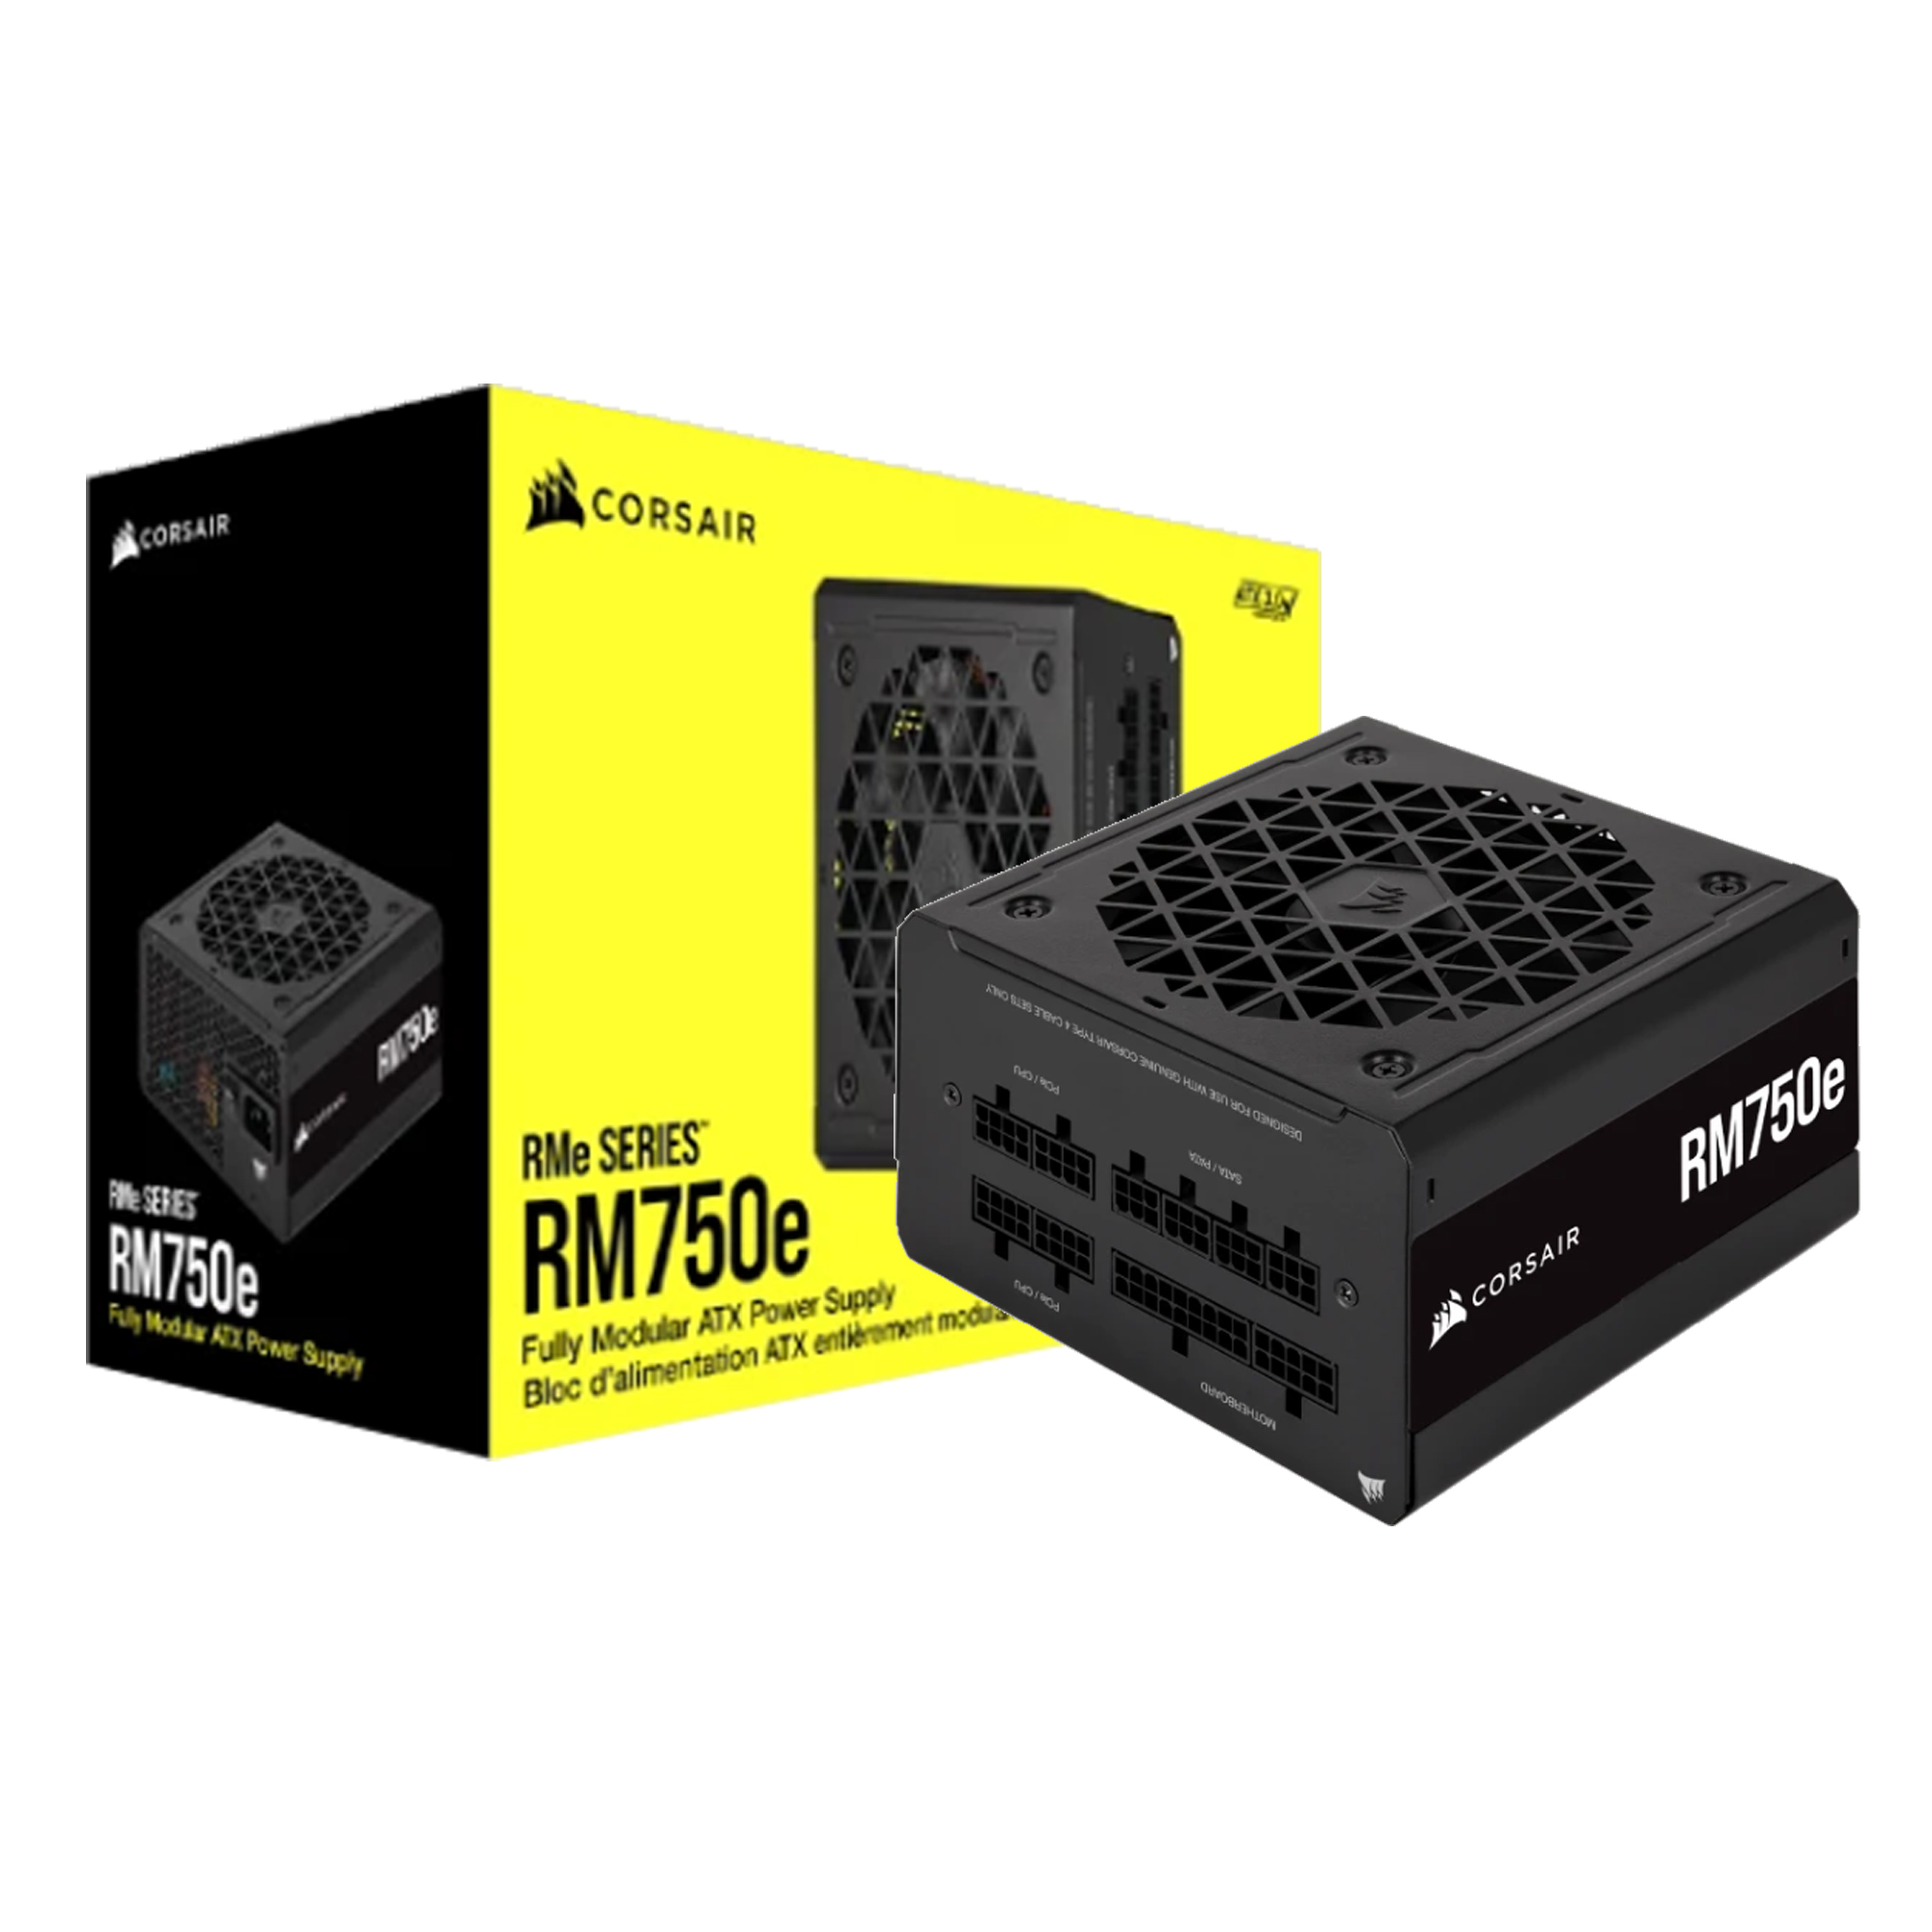 CORSAIR
RMe SERIES
RM750e
Fully Modular ATX Power Supply
RM750e
CORSAIR
RMe SERIES™
RM750e
Fully Modular ATX Power Supply
Bloc d'alimentation ATX entièrement
DESIGNED FOR USE WITH GENUINE CORSAIR TYPE 4 CABLE SETS ONLY
PCIe / CPU
SATA / PATA
PCIe / CPU
MOTHERBOARD
RM750e
CORSAIR